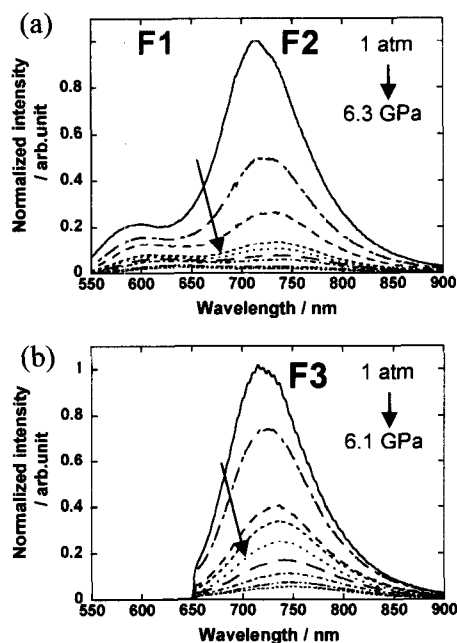 (a)
F1 F2
1 atm
6.3 GPa
Normalized intensity
/ arb.unit
1
0.8
0.6
0.4
0.2
0
550 600 650 700 750 800 850 900
Wavelength / nm
(b)
F3
1 atm
6.1 GPa
Normalized intensity
/ arb.unit
1
0.8
0.6
0.4
0.2
0
550 600 650 700 750 800 850 900
Wavelength / nm